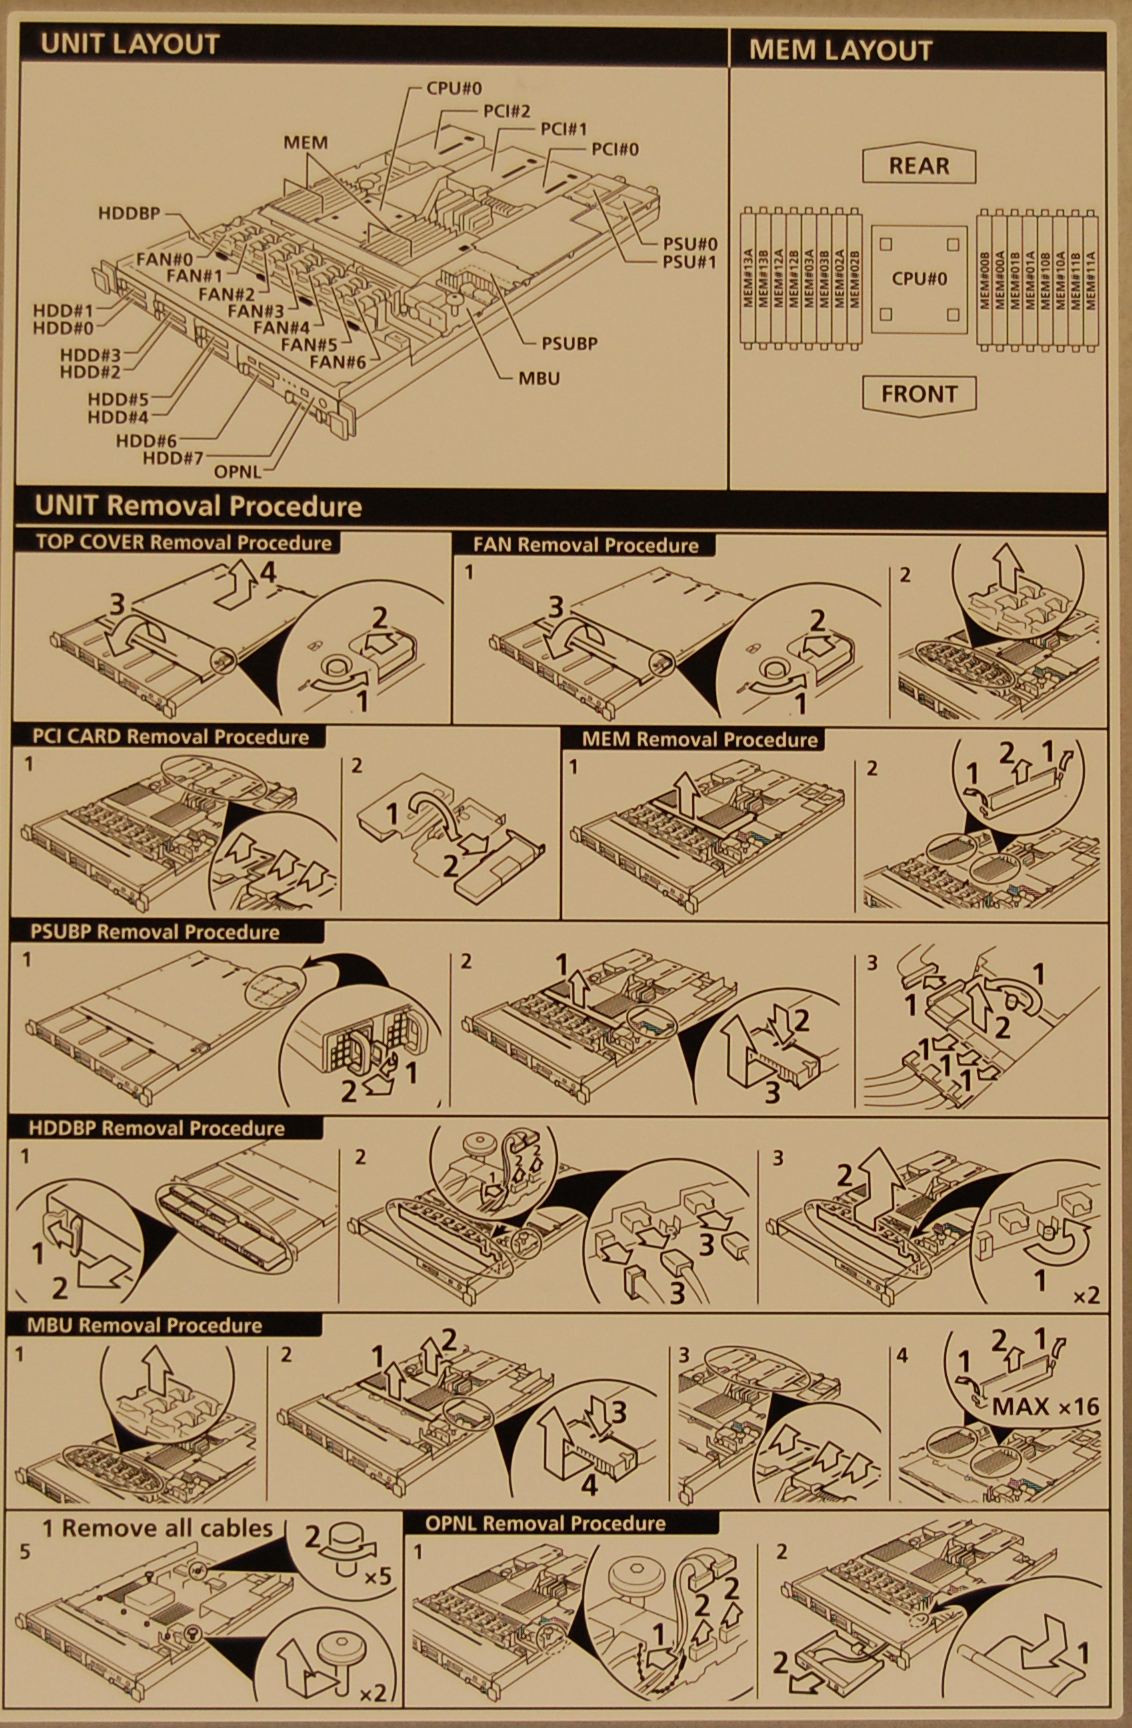 UNIT LAYOUT
CPU#0
PCI#2
PCI#1
PCI#0
MEM
HDDBP
FAN#0
FAN#1
FAN#2
FAN#3
FAN#4
FAN#5
FAN#6
PSU#0
PSU#1
HDD#1
HDD#0
HDD#3
HDD#2
HDD#5
HDD#4
HDD#6
HDD#7
OPNL
PSUBP
MBU
MEM LAYOUT
REAR
MEM#13A
MEM#13B
MEM#12A
MEM#12B
MEM#03A
MEM#03B
MEM#02A
MEM#02B
CPU#0
MEM#00B
MEM#00A
MEM#01B
MEM#01A
MEM#10B
MEM#10A
MEM#11B
MEM#11A
FRONT
UNIT Removal Procedure
TOP COVER Removal Procedure
3
4
2
1
FAN Removal Procedure
1
3
2
1
2
PCI CARD Removal Procedure
1
2
1
2
MEM Removal Procedure
1
2
1
2
1
PSUBP Removal Procedure
1
2
1
2
1
2
3
3
1
1
2
1
1
1
HDDBP Removal Procedure
1
1
2
2
1
2
2
3
3
3
2
1
×2
MBU Removal Procedure
1
2
1
2
3
4
3
4
1
2
1
MAX ×16
5
1 Remove all cables
2
×5
×2
OPNL Removal Procedure
1
1
2
2
2
2
1